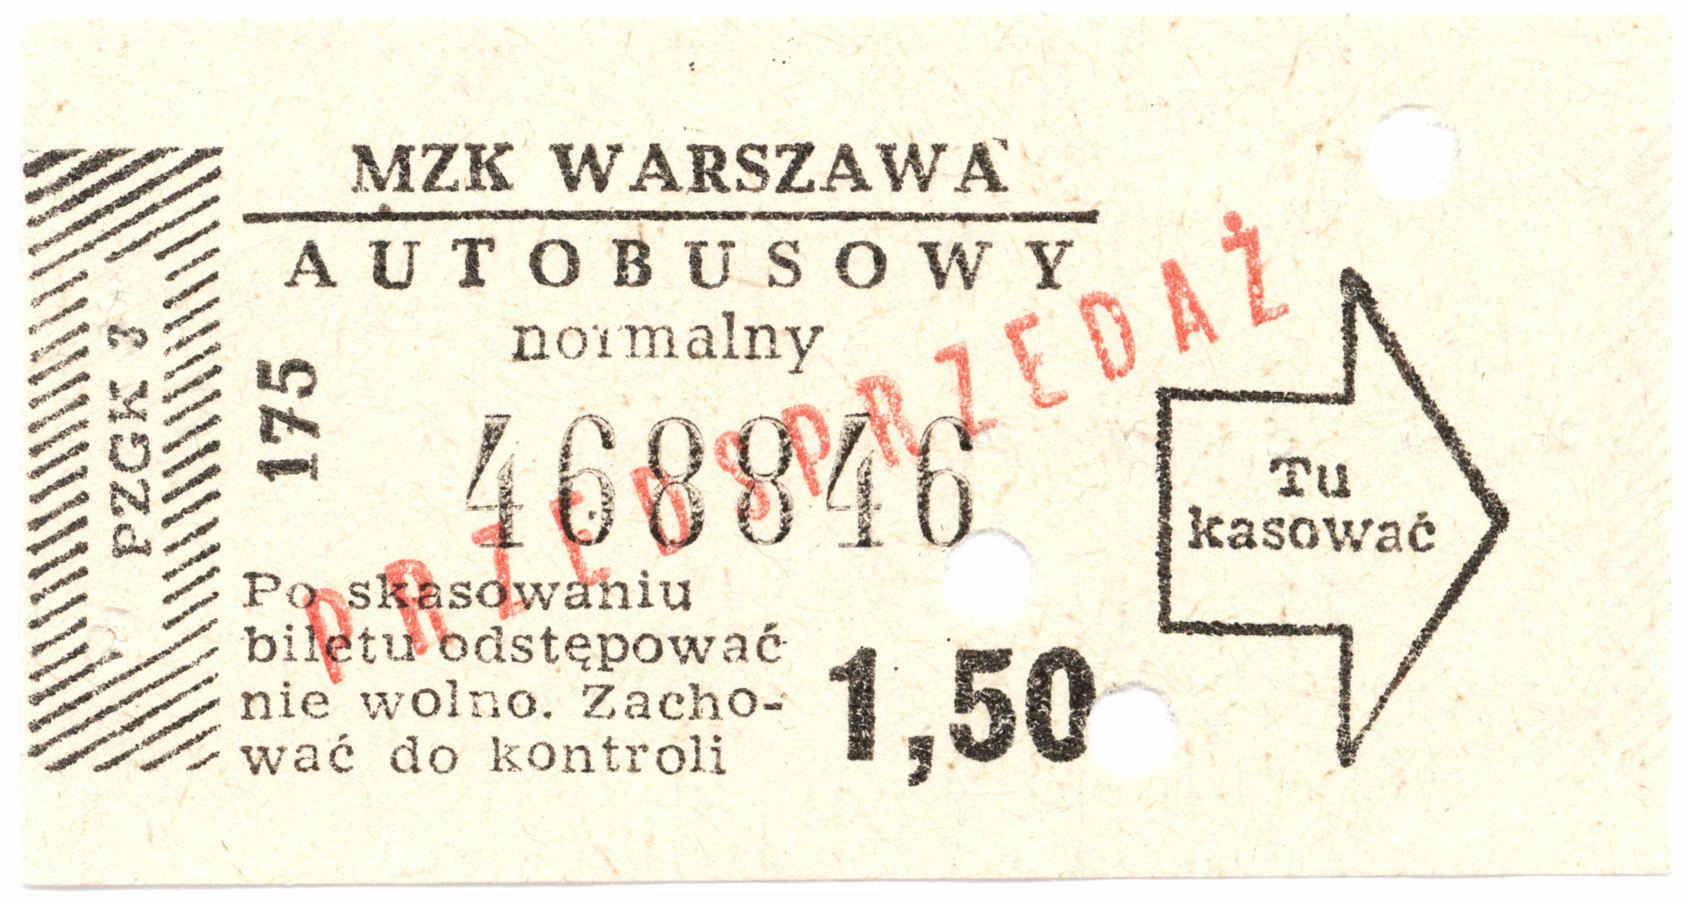 MZK WARSZAWA
AUTOBUSOWY
normalny
PZGK 3
175
468846
PRZEDSPRZEDAŻ
Po skasowaniu
biletu odstępować
nie wolno. Zacho-
wać do kontroli
1,50
Tu
kasować